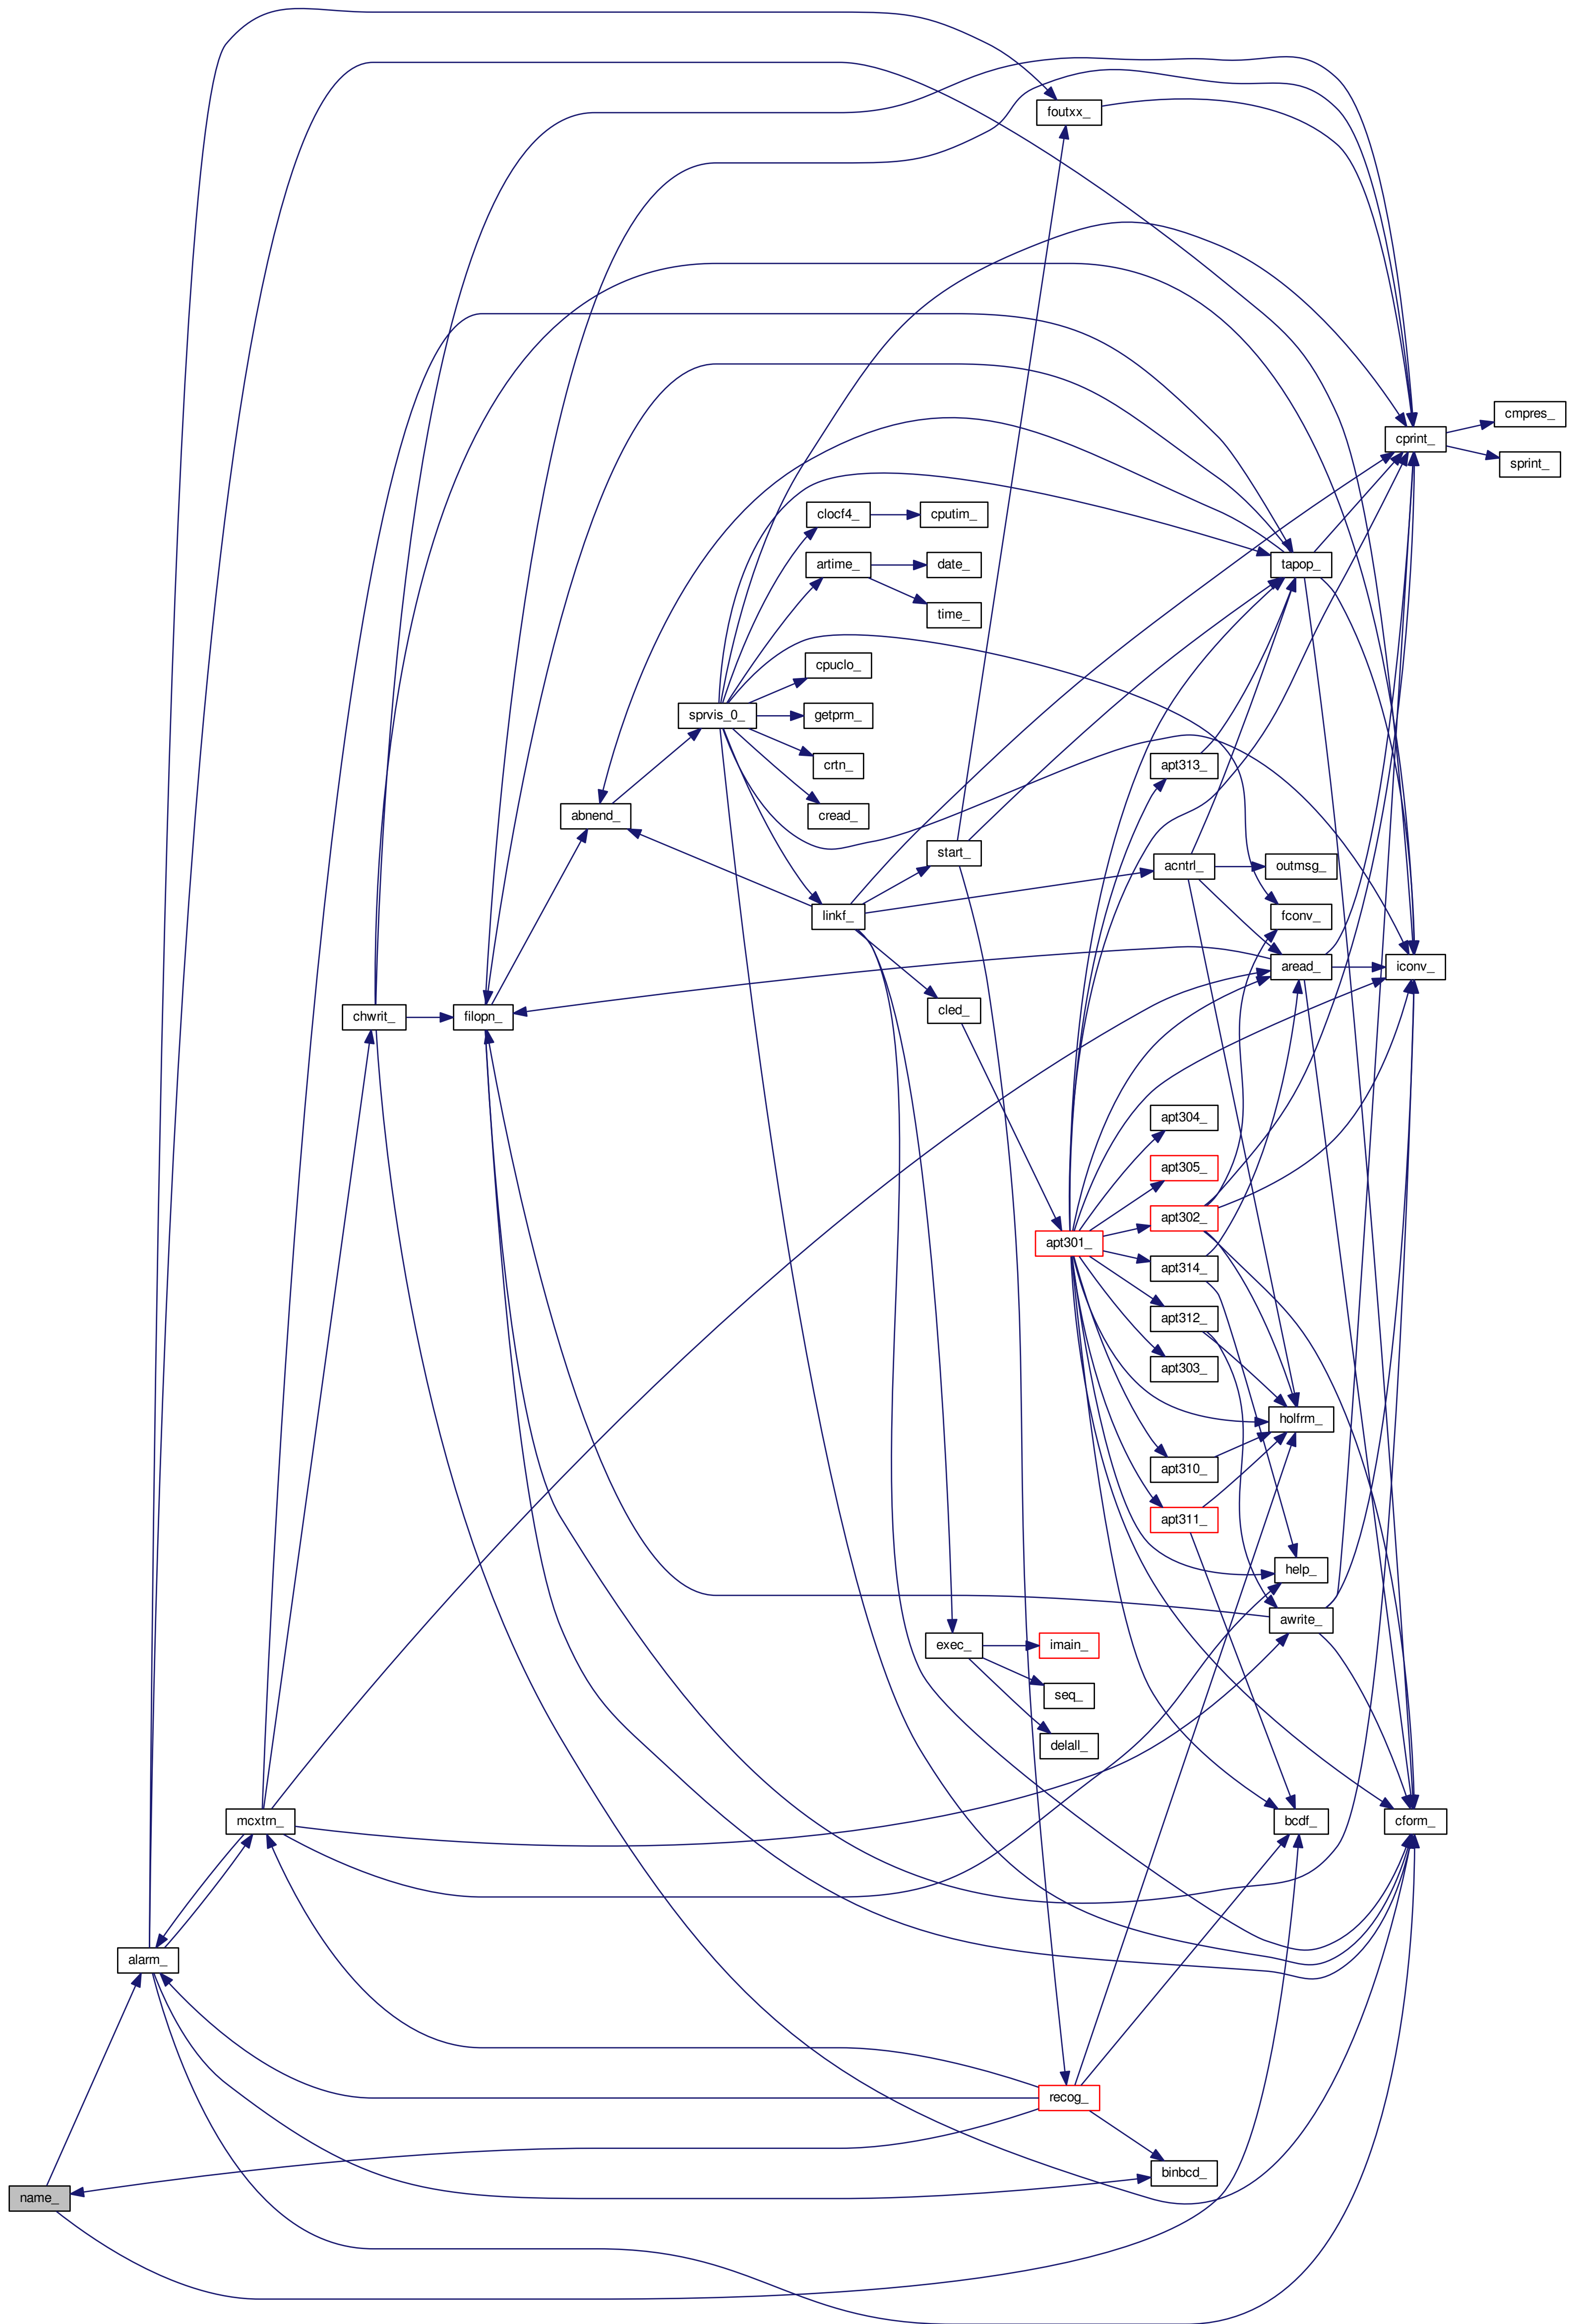 foutxx_
cmpres_
cprint_
sprint_
clocf4_
cputim_
artime_
date_
tapop_
time_
cpuclo_
sprvis_0_
getprm_
crtn_
apt313_
abnend_
cread_
start_
acntrl_
outmsg_
linkf_
fconv_
aread_
iconv_
chwrit_
filopn_
cled_
apt304_
apt305_
apt302_
apt301_
apt314_
apt312_
apt303_
holfrm_
apt310_
apt311_
help_
awrite_
exec_
imain_
seq_
delall_
mcxtrn_
bcdf_
cform_
alarm_
recog_
binbcd_
name_